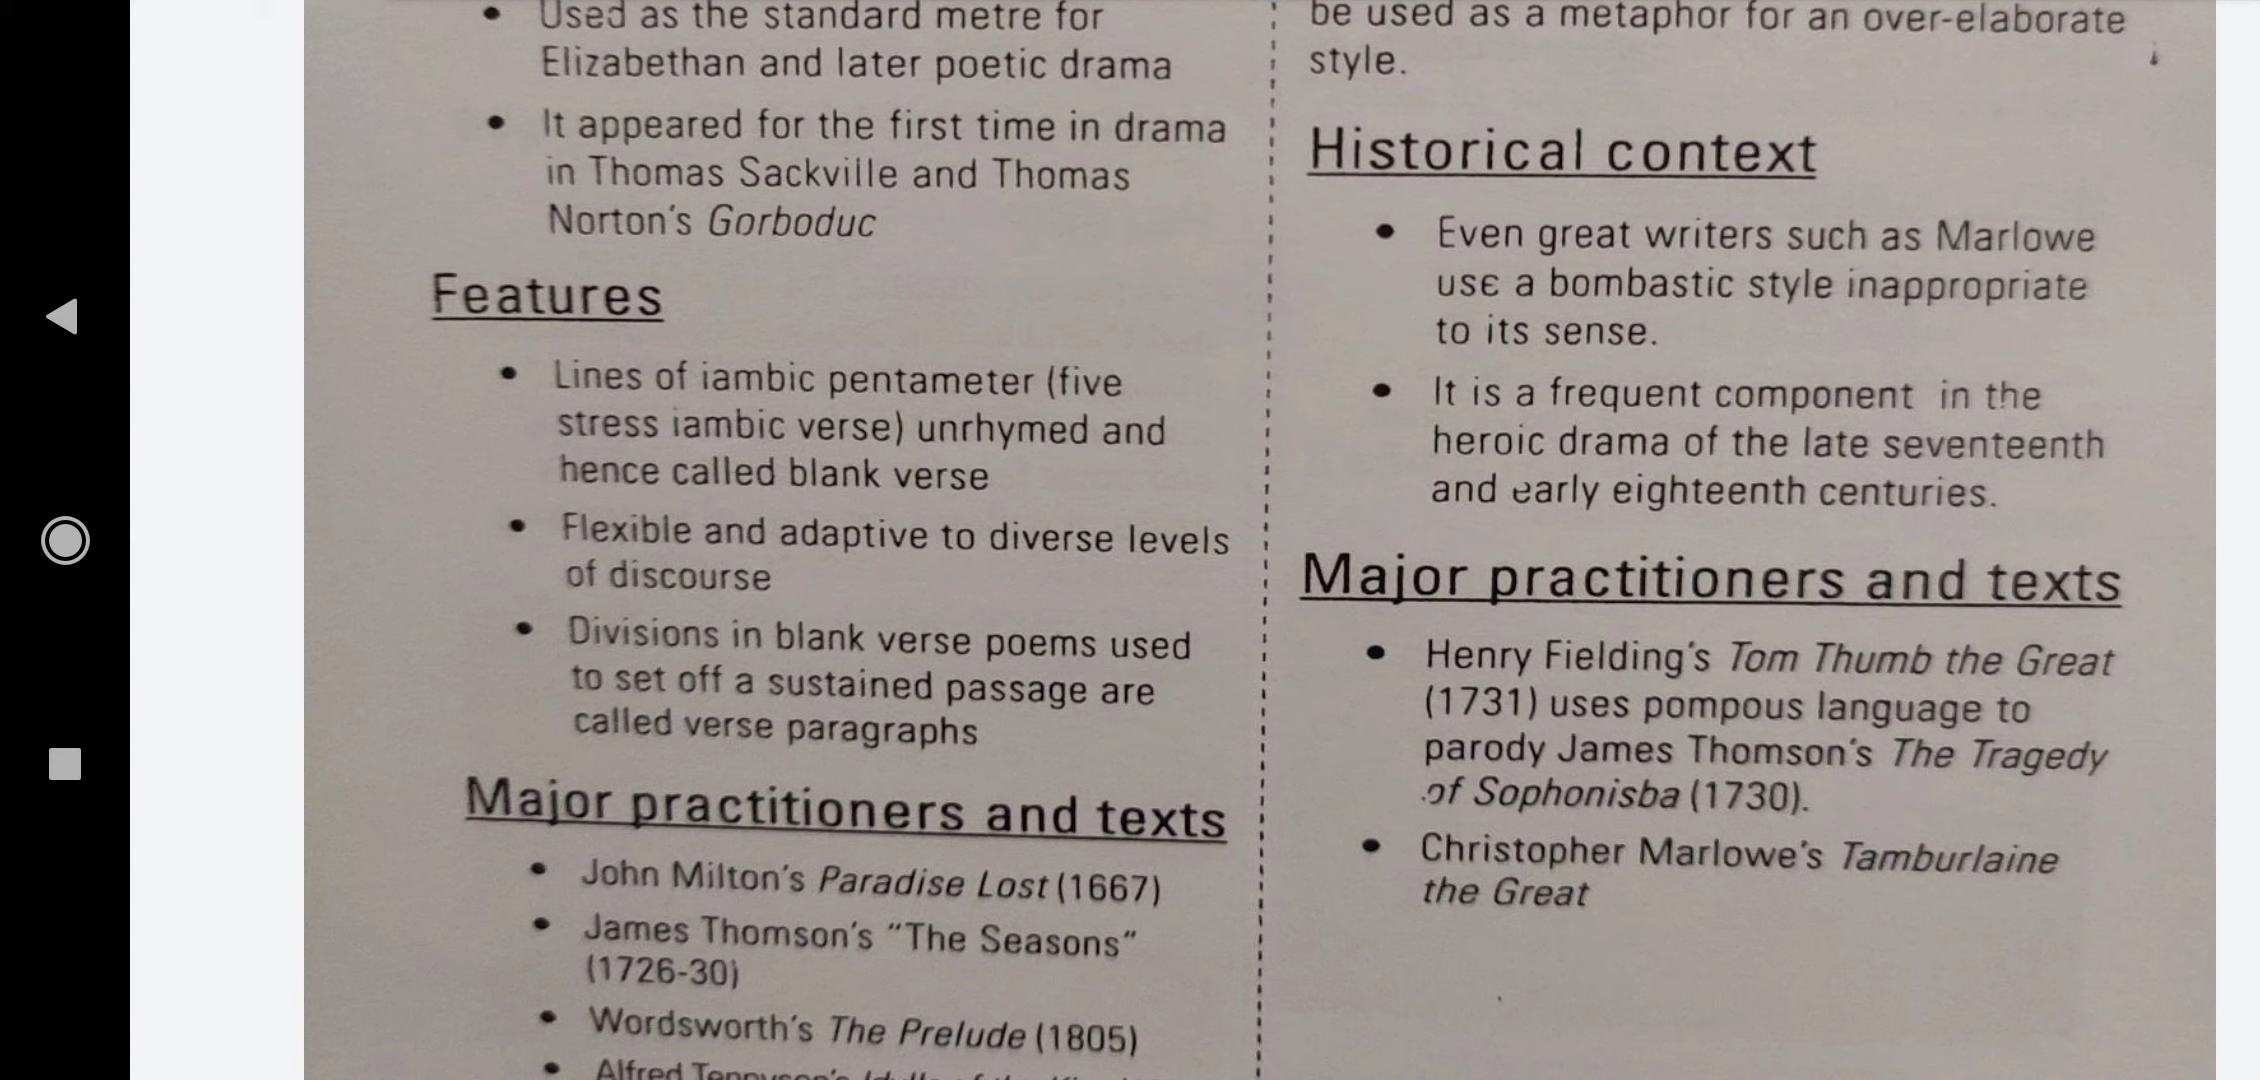 Used as the standard metre for
Elizabethan and later poetic drama
It appeared for the first time in drama
in Thomas Sackville and Thomas
Norton's Gorboduc
Features
Lines of iambic pentameter (five
stress iambic verse) unrhymed and
hence called blank verse
Flexible and adaptive to diverse levels
of discourse
Divisions in blank verse poems used
to set off a sustained passage are
called verse paragraphs
Major practitioners and texts
John Milton's Paradise Lost (1667)
James Thomson's "The Seasons"
(1726-30)
Wordsworth's The Prelude (1805)
Alfred Tennyson's Idylls of the
be used as a metaphor for an over-elaborate
style.
Historical context
Even great writers such as Marlowe
use a bombastic style inappropriate
to its sense.
It is a frequent component in the
heroic drama of the late seventeenth
and early eighteenth centuries.
Major practitioners and texts
Henry Fielding's Tom Thumb the Great
(1731) uses pompous language to
parody James Thomson's The Tragedy
of Sophonisba (1730).
Christopher Marlowe's Tamburlaine
the Great